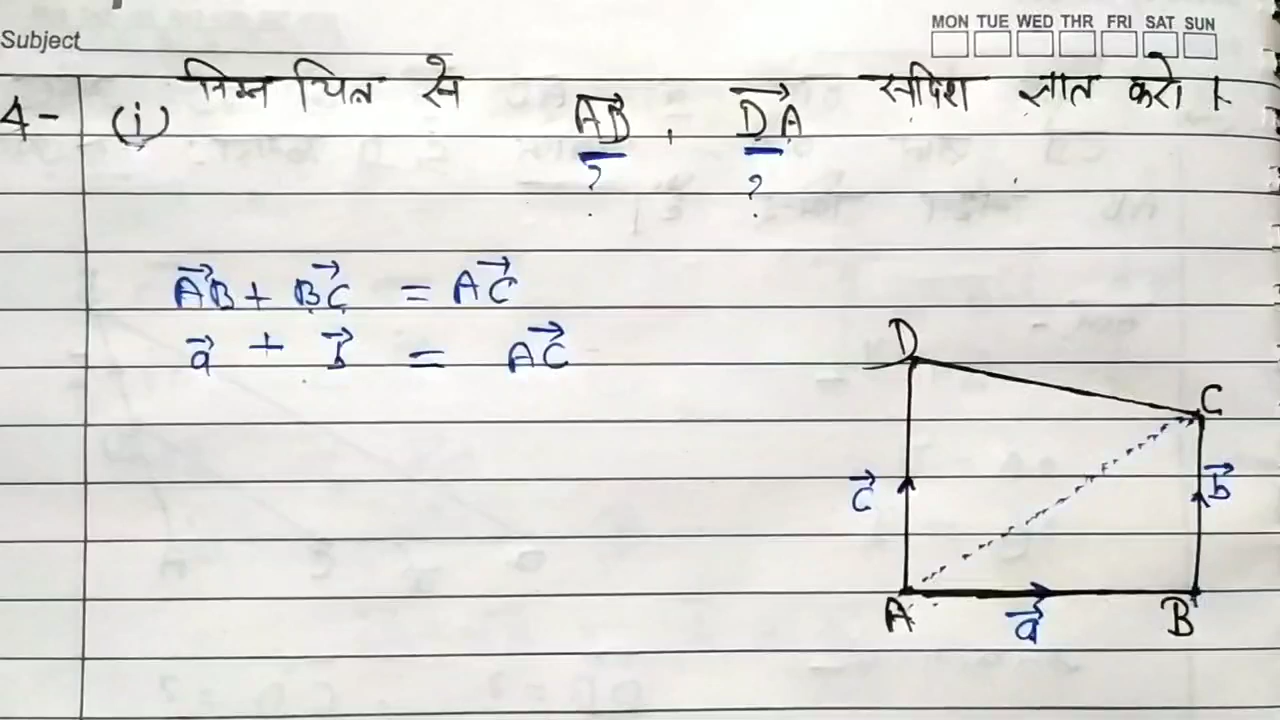 MON TUE WED THR FRI SAT SUN
Subject
4- (i) निम्न चित्र से AB→ , DA→ सदिश ज्ञात करो ।
? ?
AB→ + BC→ = AC→
a→ + b→ = AC→
D
C
c→
b→
A
a→
B